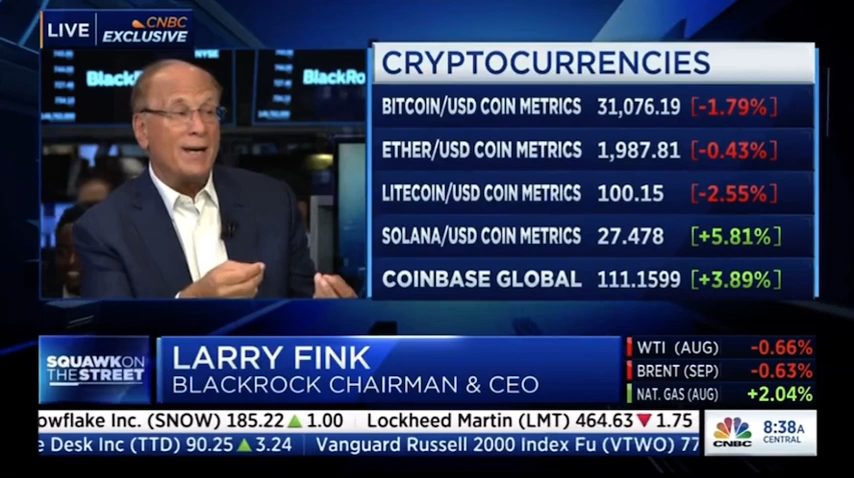 LIVE
CNBC
EXCLUSIVE
NYSE
BlackRo
CRYPTOCURRENCIES
BITCOIN/USD COIN METRICS 31,076.19 [-1.79%]
ETHER/USD COIN METRICS 1,987.81 [-0.43%]
LITECOIN/USD COIN METRICS 100.15 [-2.55%]
SOLANA/USD COIN METRICS 27.478 [+5.81%]
COINBASE GLOBAL 111.1599 [+3.89%]
SQUAWK ON
THE STREET
LARRY FINK
BLACKROCK CHAIRMAN & CEO
WTI (AUG) -0.66%
BRENT (SEP) -0.63%
NAT. GAS (AUG) +2.04%
owflake Inc. (SNOW) 185.22 ▲ 1.00 Lockheed Martin (LMT) 464.63 ▼ 1.75
e Desk Inc (TTD) 90.25 ▲ 3.24 Vanguard Russell 2000 Index Fu (VTWO) 77
CNBC
8:38A
CENTRAL